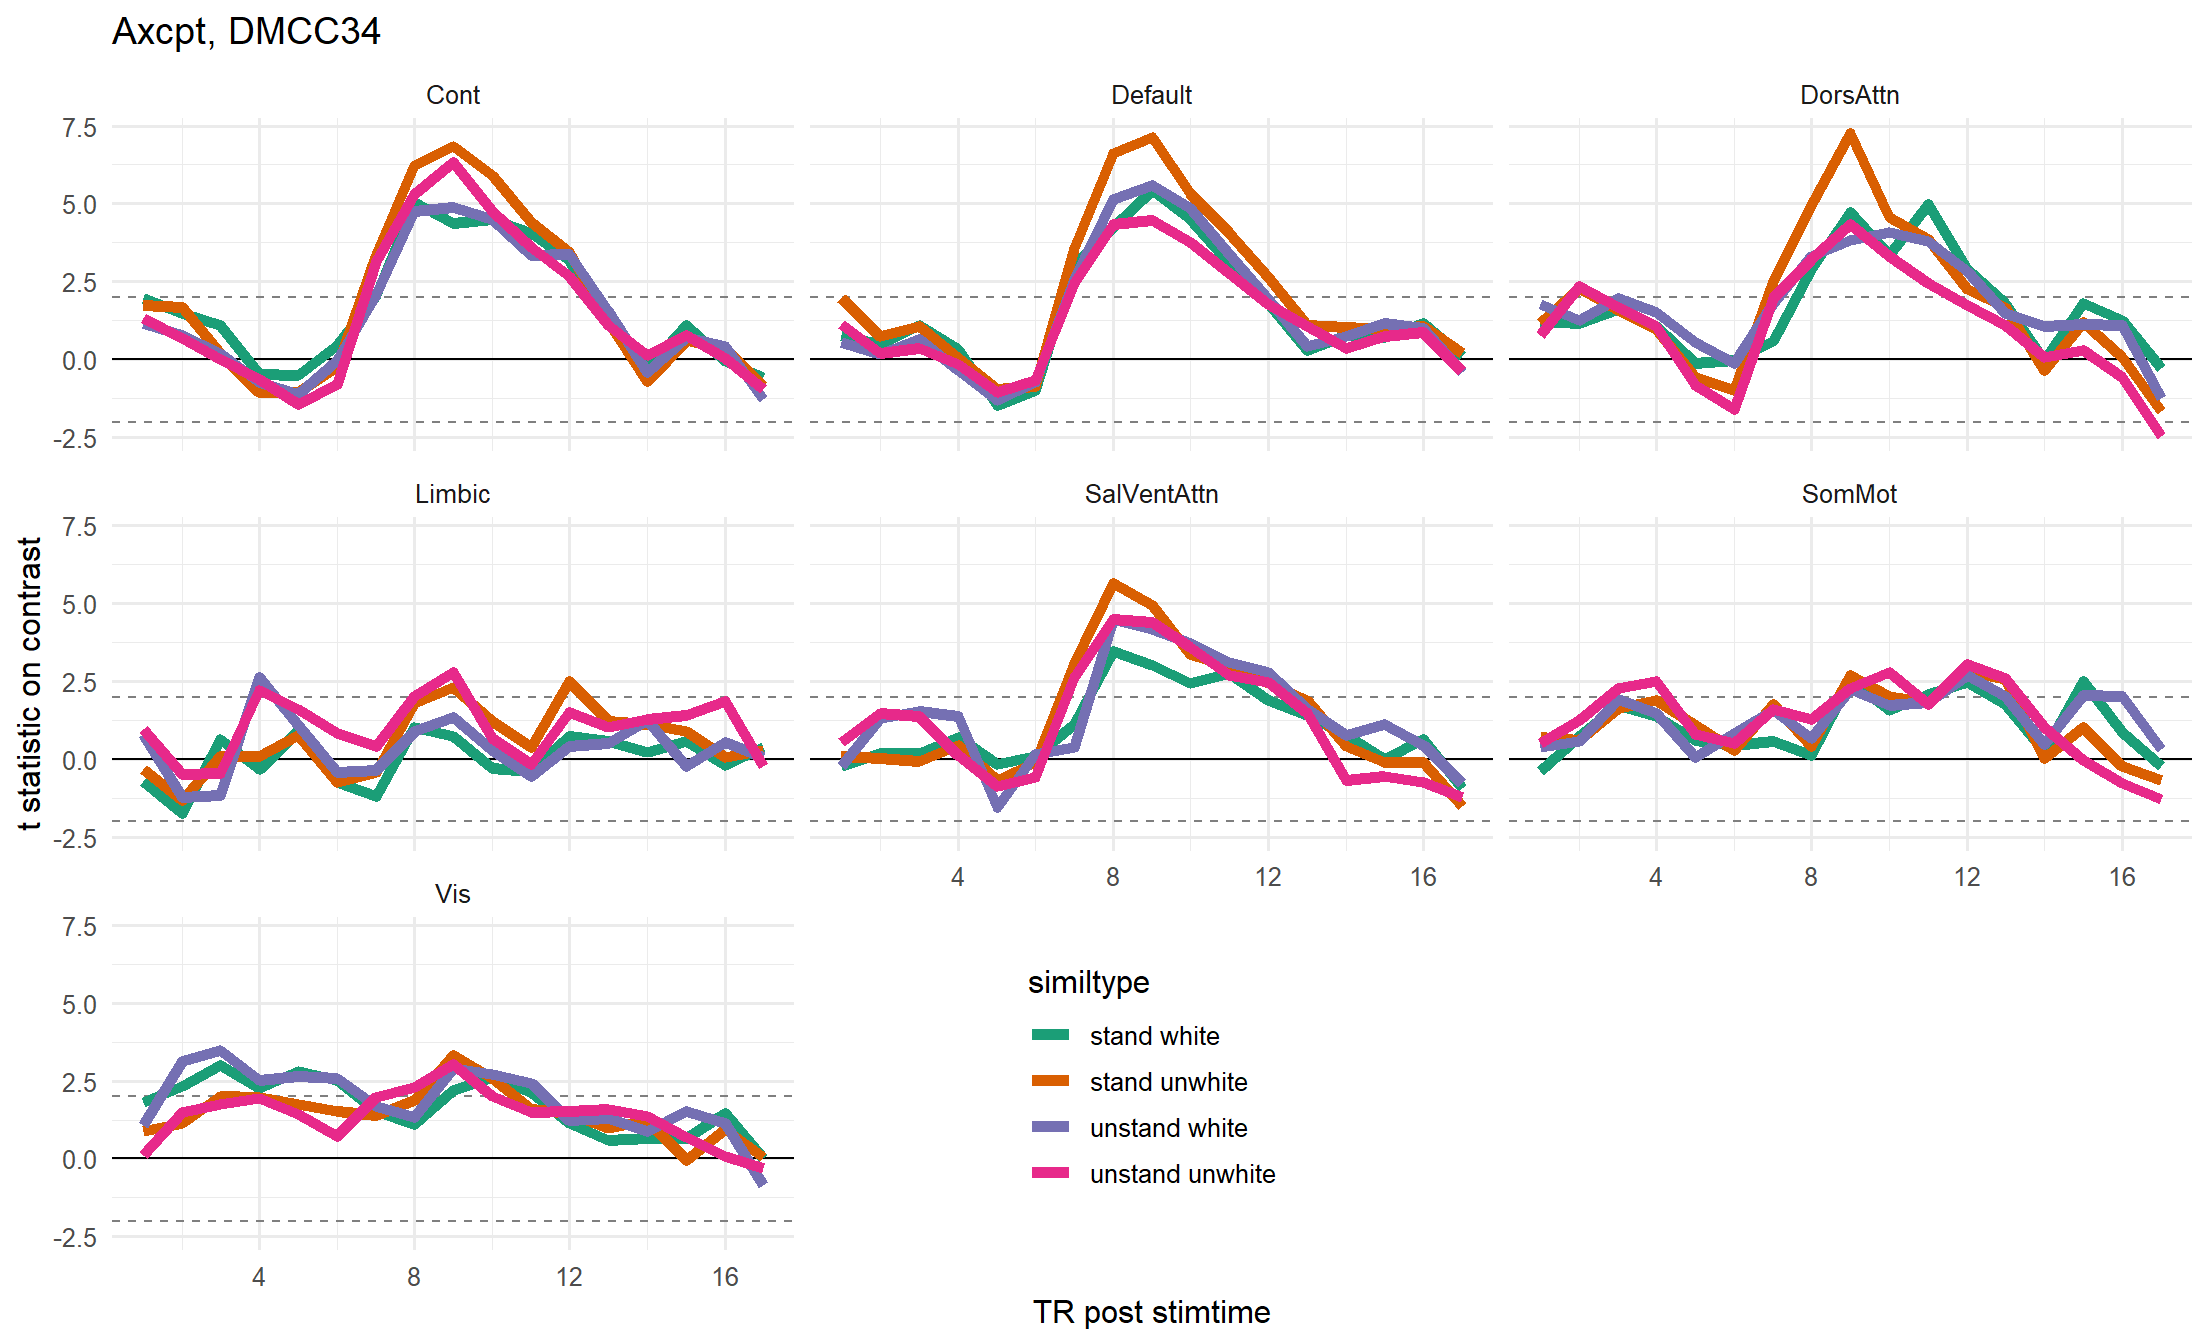 Axcpt, DMCC34
Cont
Default
DorsAttn
7.5
5.0
2.5
0.0
-2.5
Limbic
SalVentAttn
SomMot
7.5
5.0
2.5
0.0
-2.5
t statistic on contrast
4 8 12 16
4 8 12 16
Vis
7.5
5.0
2.5
0.0
-2.5
4 8 12 16
similtype
stand white
stand unwhite
unstand white
unstand unwhite
TR post stimtime